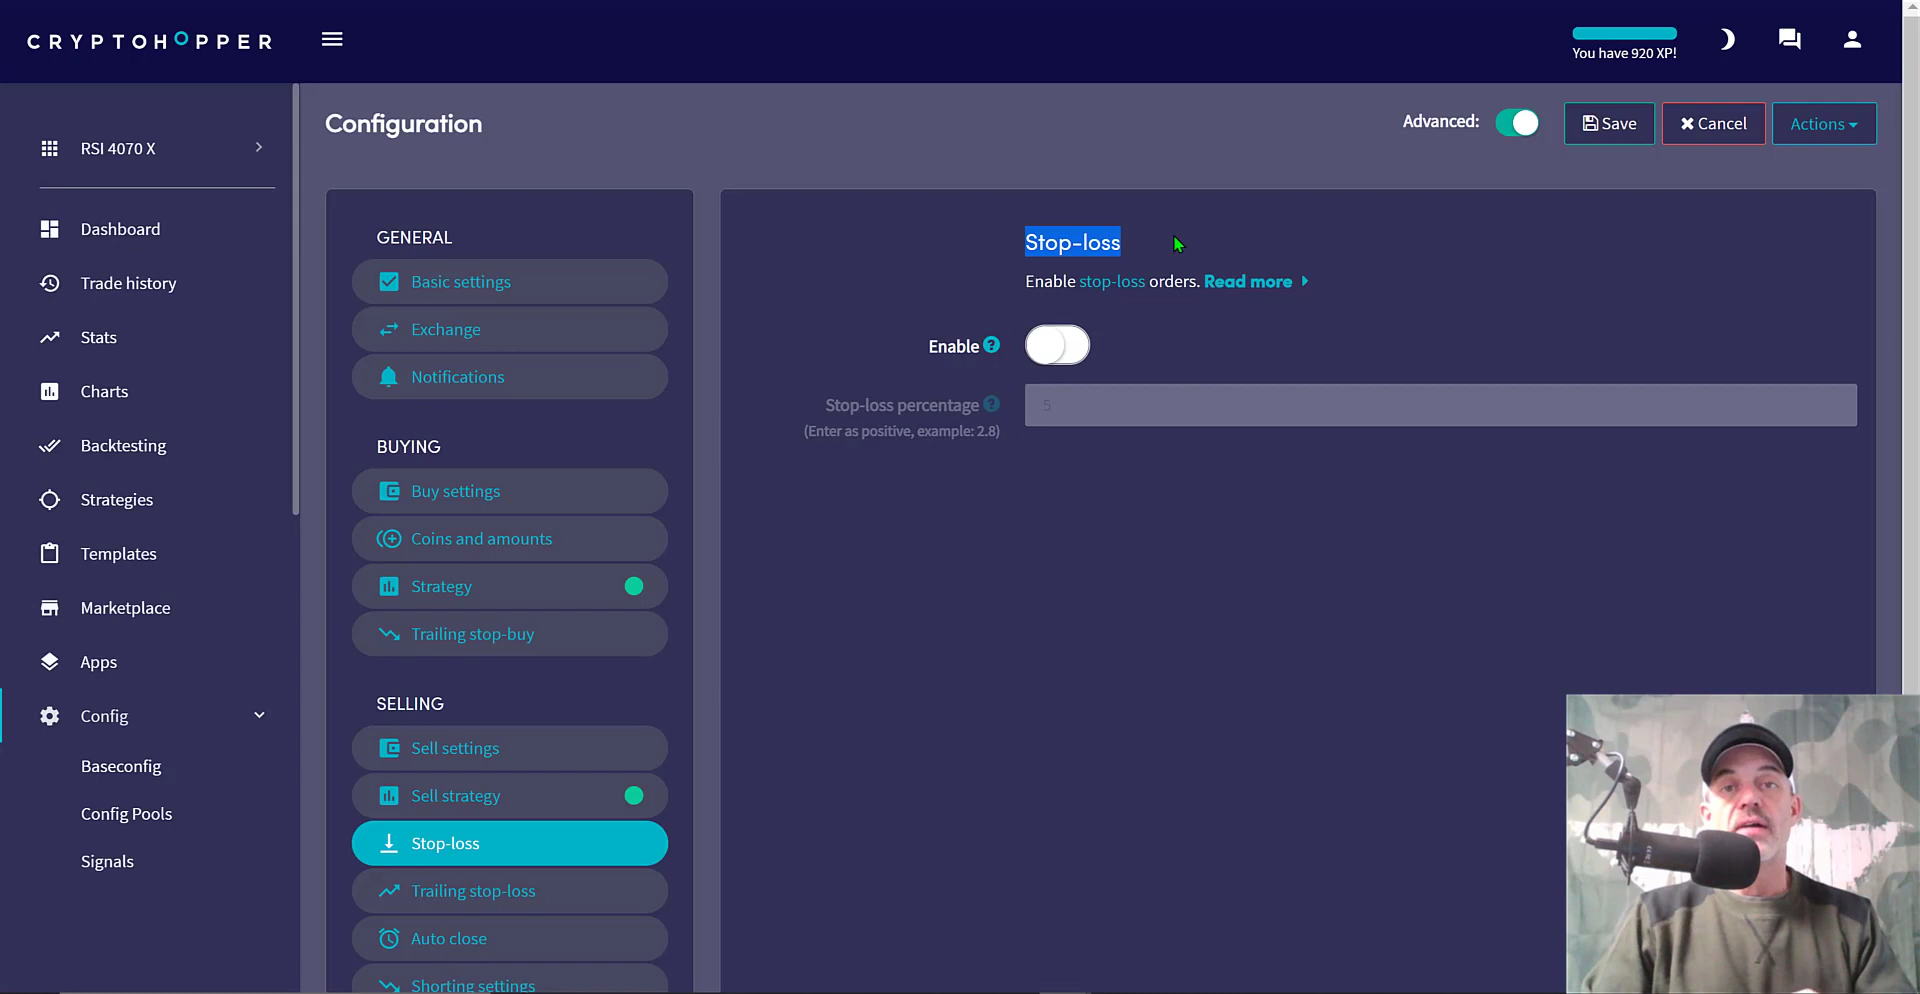 CRYPTOHOPPER
You have 920 XP!
RSI 4070 X
Dashboard
Trade history
Stats
Charts
Backtesting
Strategies
Templates
Marketplace
Apps
Config
Baseconfig
Config Pools
Signals
Configuration
Advanced:
Save
Cancel
Actions
GENERAL
Basic settings
Exchange
Notifications
BUYING
Buy settings
Coins and amounts
Strategy
Trailing stop-buy
SELLING
Sell settings
Sell strategy
Stop-loss
Trailing stop-loss
Auto close
Shorting settings
Stop-loss
Enable stop-loss orders. Read more
Enable ?
Stop-loss percentage ?
(Enter as positive, example: 2.8)
5